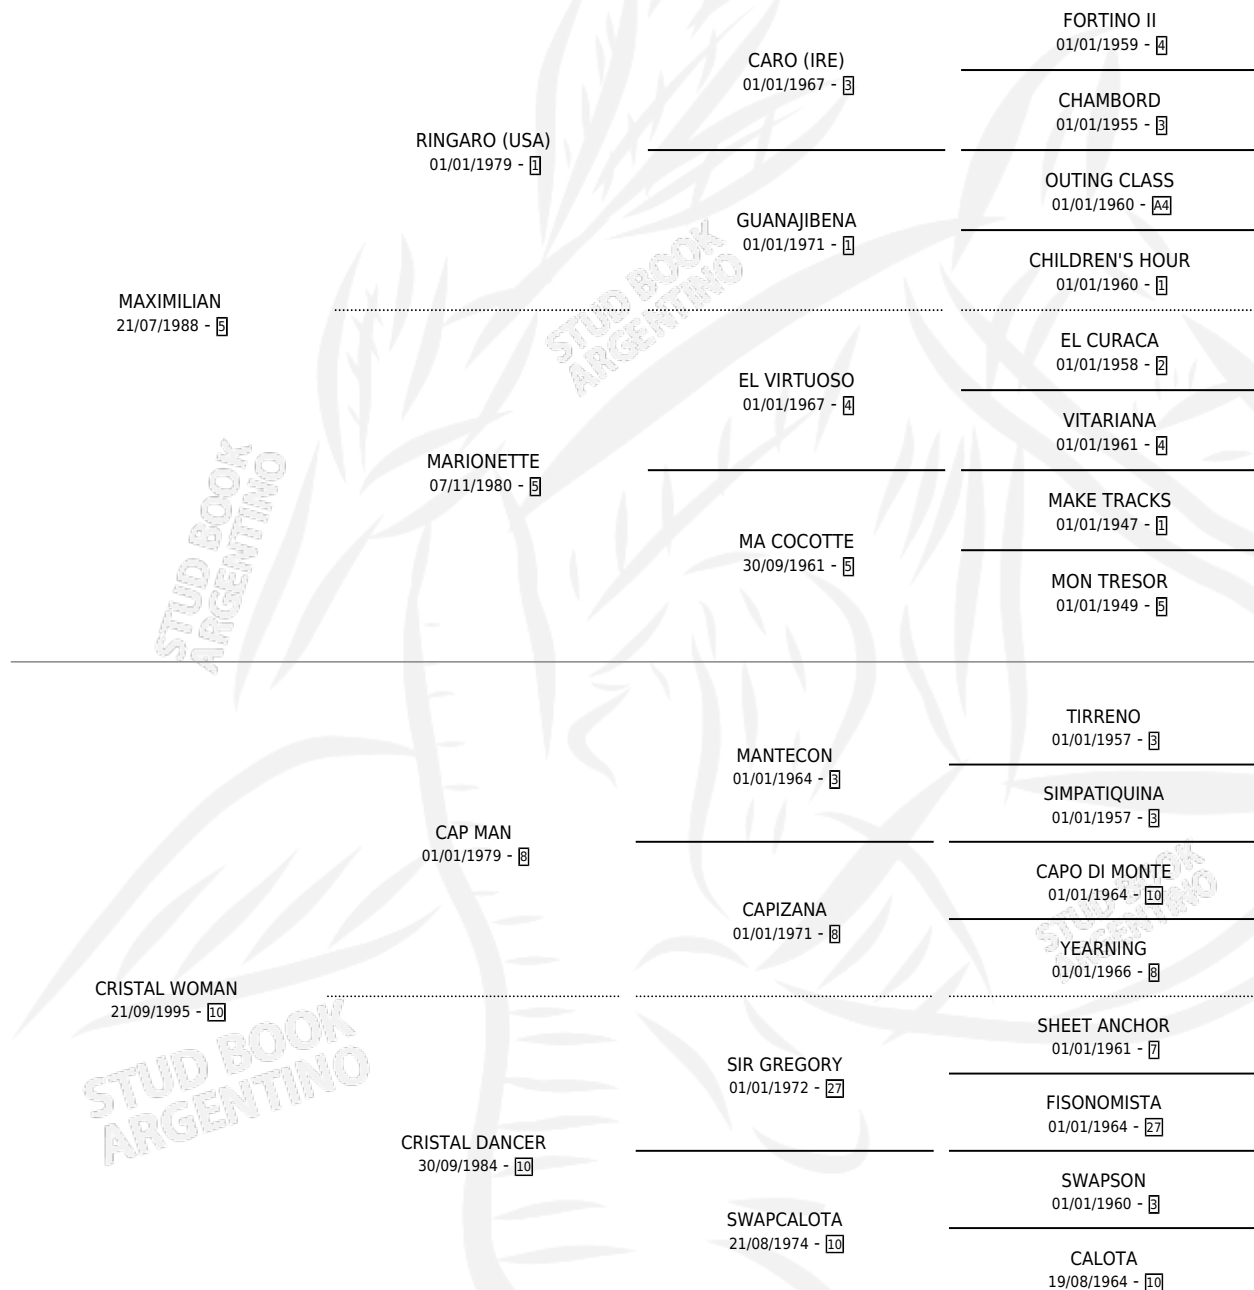 FORTINO II
01/01/1959 - 4
CARO (IRE)
01/01/1967 - 3
CHAMBORD
01/01/1955 - 3
RINGARO (USA)
01/01/1979 - 1
OUTING CLASS
01/01/1960 - A4
GUANAJIBENA
01/01/1971 - 1
CHILDREN'S HOUR
01/01/1960 - 1
MAXIMILIAN
21/07/1988 - 5
EL CURACA
01/01/1958 - 2
EL VIRTUOSO
01/01/1967 - 4
VITARIANA
01/01/1961 - 4
MARIONETTE
07/11/1980 - 5
MAKE TRACKS
01/01/1947 - 1
MA COCOTTE
30/09/1961 - 5
MON TRESOR
01/01/1949 - 5
STUD BOOK
ARGENTINO
STUD BOOK
ARGENTINO
TIRRENO
01/01/1957 - 3
MANTECON
01/01/1964 - 3
SIMPATIQUINA
01/01/1957 - 3
CAP MAN
01/01/1979 - 8
CAPO DI MONTE
01/01/1964 - 10
CAPIZANA
01/01/1971 - 8
YEARNING
01/01/1966 - 8
CRISTAL WOMAN
21/09/1995 - 10
SHEET ANCHOR
01/01/1961 - 7
SIR GREGORY
01/01/1972 - 27
FISONOMISTA
01/01/1964 - 27
CRISTAL DANCER
30/09/1984 - 10
SWAPSON
01/01/1960 - 3
SWAPCALOTA
21/08/1974 - 10
CALOTA
19/08/1964 - 10
STUD BOOK
ARGENTINO
STUD BOOK
ARGENTINO